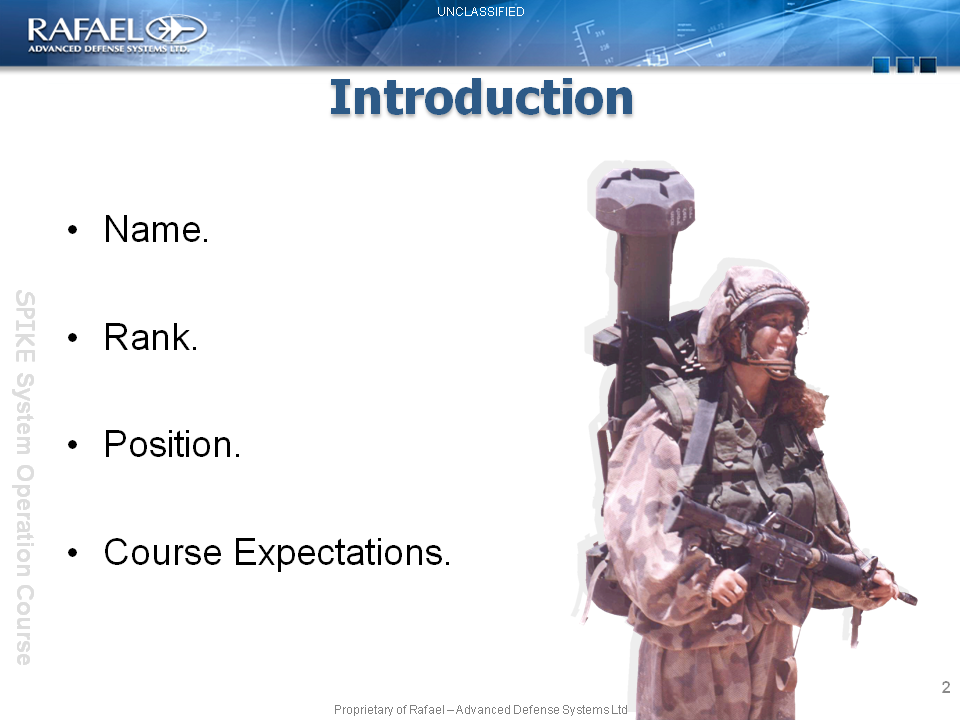 UNCLASSIFIED
RAFAEL
ADVANCED DEFENSE SYSTEMS LTD.
Introduction
• Name.
• Rank.
• Position.
• Course Expectations.
SPIKE System Operation Course
2
Proprietary of Rafael – Advanced Defense Systems Ltd